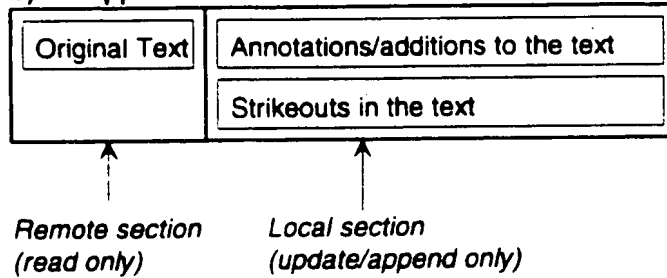 Original Text
Annotations/additions to the text
Strikeouts in the text
Remote section
(read only)
Local section
(update/append only)